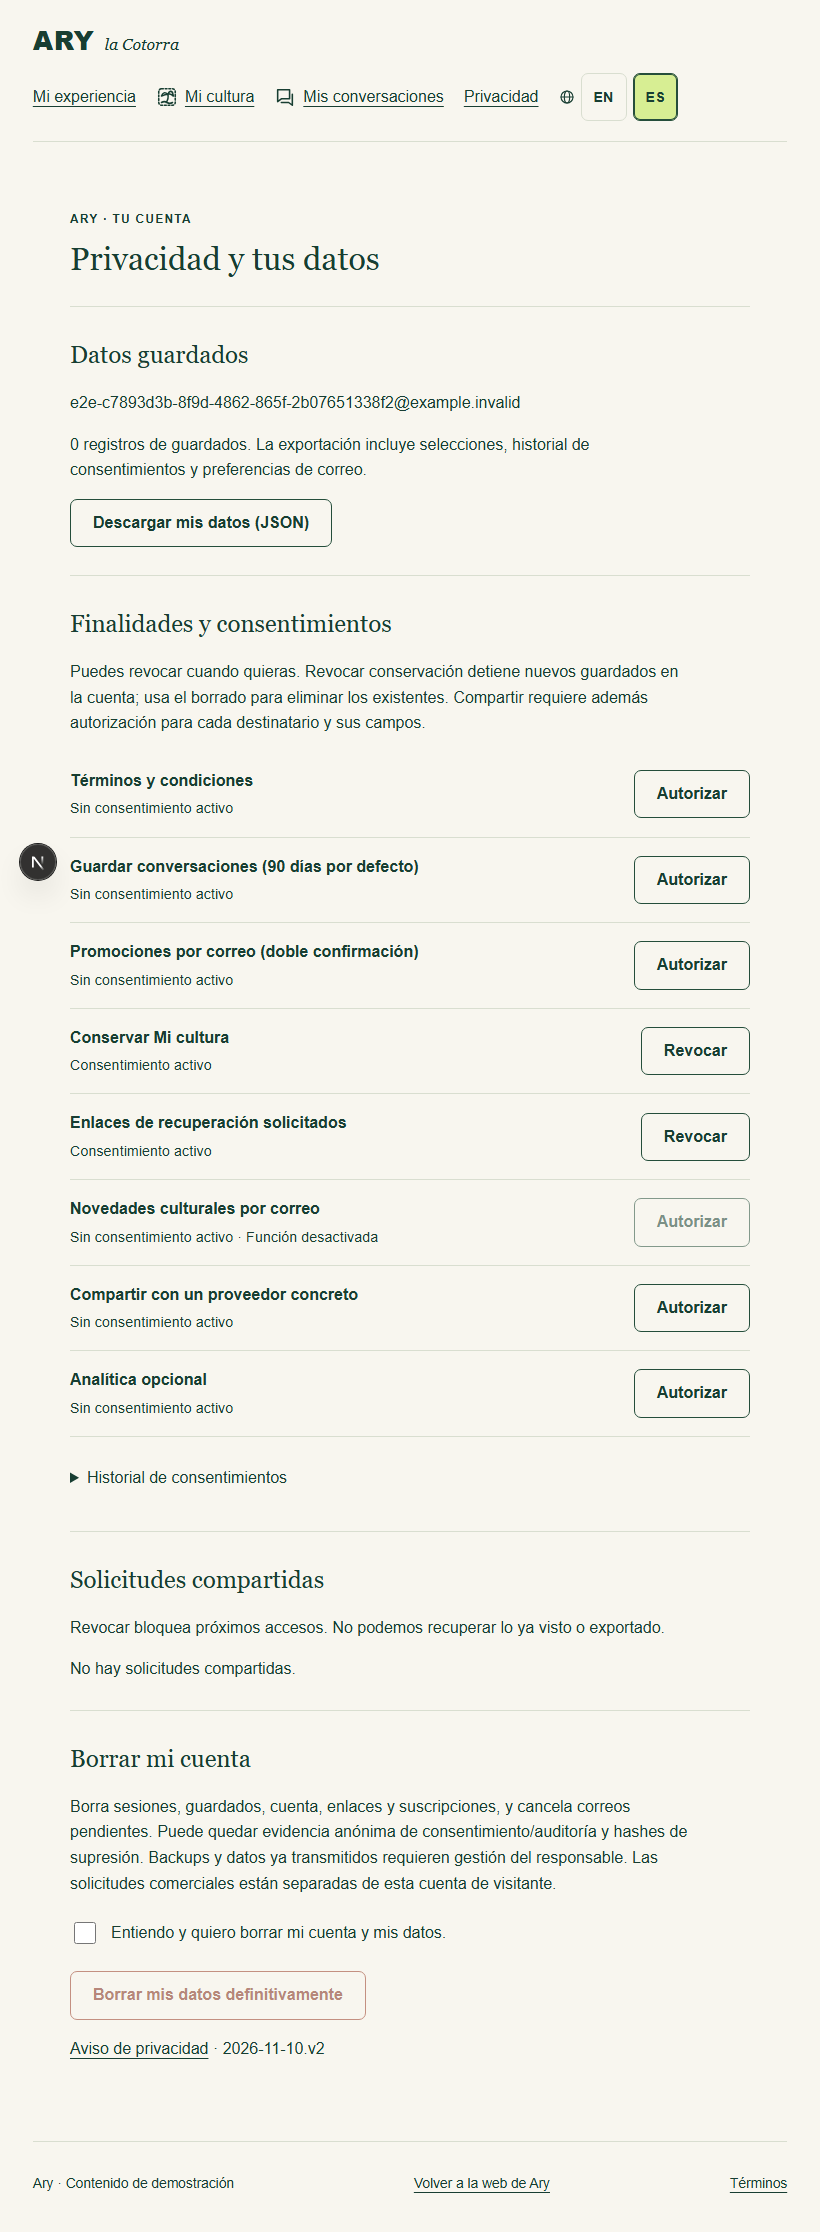 ARY la Cotorra
Mi experiencia Mi cultura Mis conversaciones Privacidad EN ES
ARY · TU CUENTA
Privacidad y tus datos
Datos guardados
e2e-c7893d3b-8f9d-4862-865f-2b07651338f2@example.invalid
0 registros de guardados. La exportación incluye selecciones, historial de
consentimientos y preferencias de correo.
Descargar mis datos (JSON)
Finalidades y consentimientos
Puedes revocar cuando quieras. Revocar conservación detiene nuevos guardados en
la cuenta; usa el borrado para eliminar los existentes. Compartir requiere además
autorización para cada destinatario y sus campos.
Términos y condiciones
Sin consentimiento activo
Autorizar
N
Guardar conversaciones (90 días por defecto)
Sin consentimiento activo
Autorizar
Promociones por correo (doble confirmación)
Sin consentimiento activo
Autorizar
Conservar Mi cultura
Consentimiento activo
Revocar
Enlaces de recuperación solicitados
Consentimiento activo
Revocar
Novedades culturales por correo
Sin consentimiento activo · Función desactivada
Autorizar
Compartir con un proveedor concreto
Sin consentimiento activo
Autorizar
Analítica opcional
Sin consentimiento activo
Autorizar
Historial de consentimientos
Solicitudes compartidas
Revocar bloquea próximos accesos. No podemos recuperar lo ya visto o exportado.
No hay solicitudes compartidas.
Borrar mi cuenta
Borra sesiones, guardados, cuenta, enlaces y suscripciones, y cancela correos
pendientes. Puede quedar evidencia anónima de consentimiento/auditoría y hashes de
supresión. Backups y datos ya transmitidos requieren gestión del responsable. Las
solicitudes comerciales están separadas de esta cuenta de visitante.
Entiendo y quiero borrar mi cuenta y mis datos.
Borrar mis datos definitivamente
Aviso de privacidad · 2026-11-10.v2
Ary · Contenido de demostración Volver a la web de Ary Términos